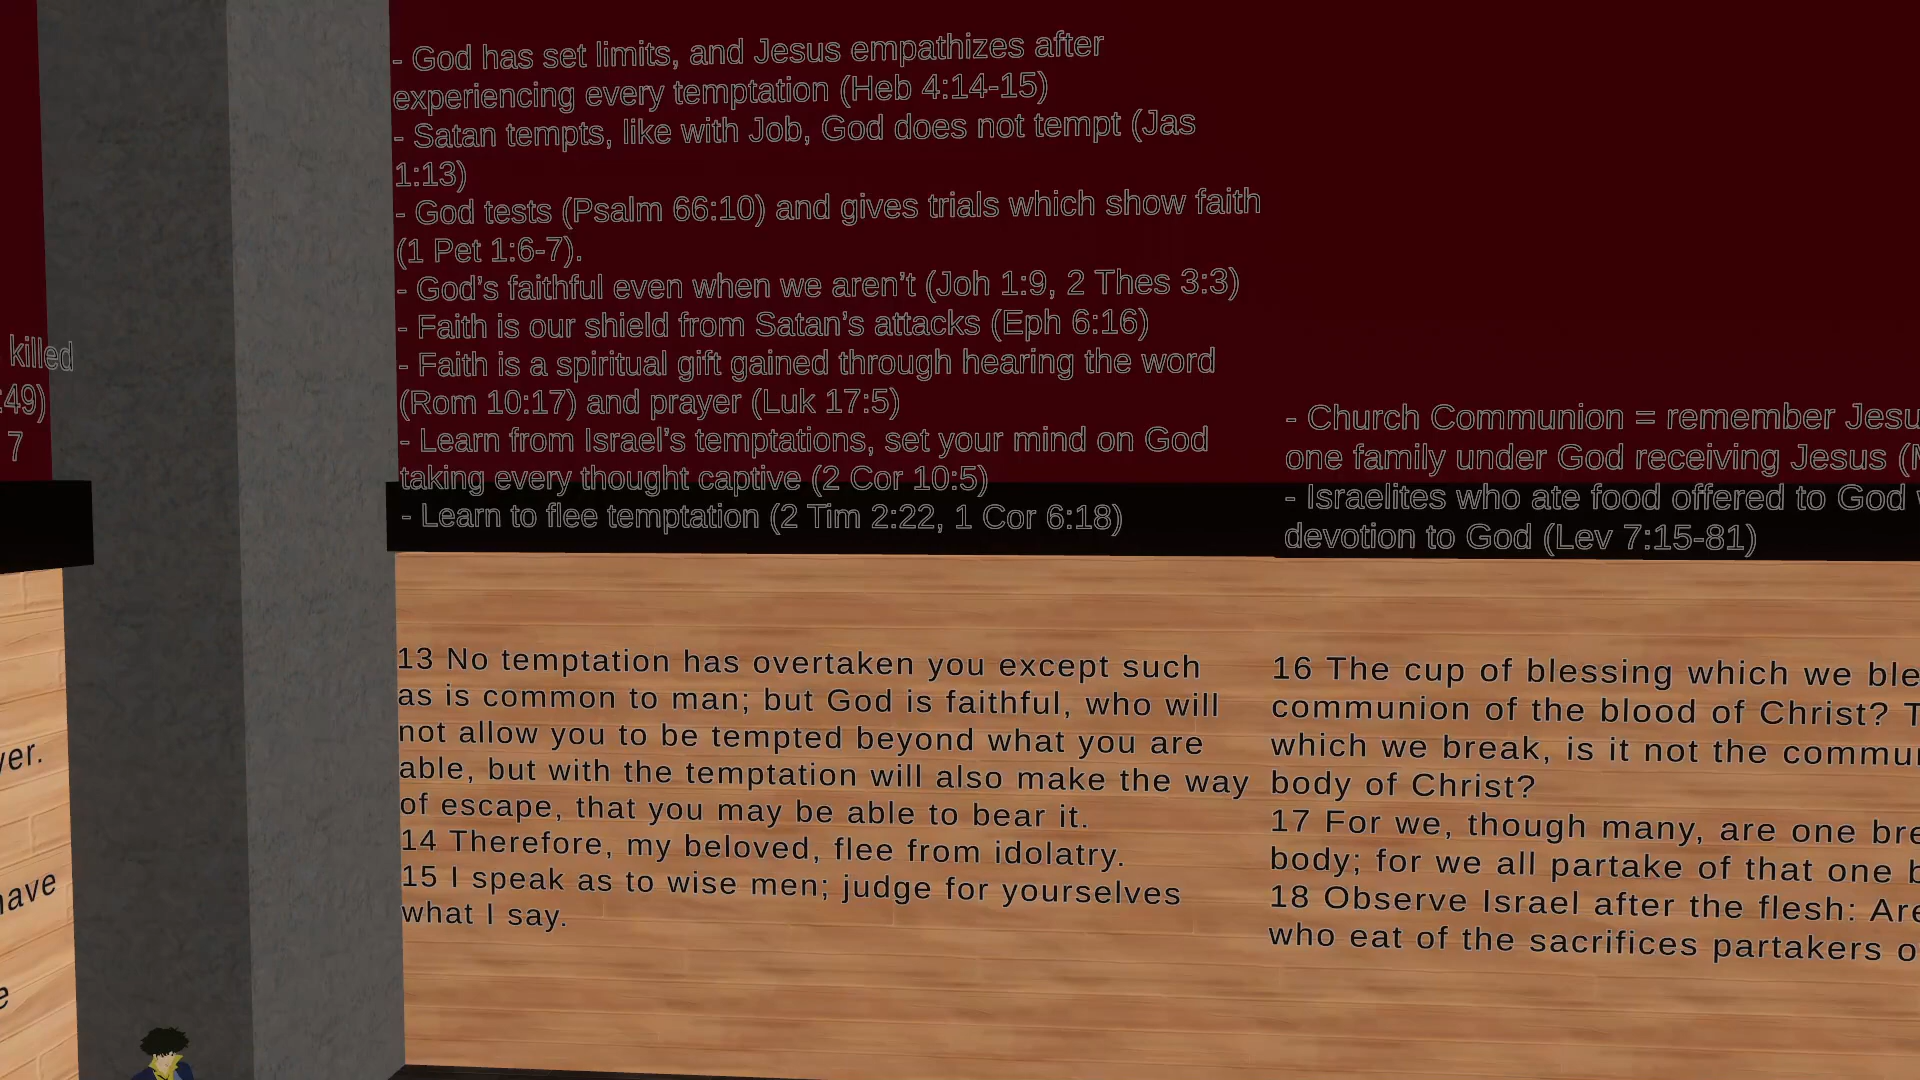 killed
:49)
7
- God has set limits, and Jesus empathizes after
experiencing every temptation (Heb 4:14-15)
- Satan tempts, like with Job, God does not tempt (Jas
1:13)
- God tests (Psalm 66:10) and gives trials which show faith
(1 Pet 1:6-7).
- God’s faithful even when we aren’t (Joh 1:9, 2 Thes 3:3)
- Faith is our shield from Satan’s attacks (Eph 6:16)
- Faith is a spiritual gift gained through hearing the word
(Rom 10:17) and prayer (Luk 17:5)
- Learn from Israel’s temptations, set your mind on God
taking every thought captive (2 Cor 10:5)
- Learn to flee temptation (2 Tim 2:22, 1 Cor 6:18)
- Church Communion = remember Jesu
one family under God receiving Jesus (
- Israelites who ate food offered to God
devotion to God (Lev 7:15-81)
ver.
have
e
13 No temptation has overtaken you except such
as is common to man; but God is faithful, who will
not allow you to be tempted beyond what you are
able, but with the temptation will also make the way
of escape, that you may be able to bear it.
14 Therefore, my beloved, flee from idolatry.
15 I speak as to wise men; judge for yourselves
what I say.
16 The cup of blessing which we ble
communion of the blood of Christ? T
which we break, is it not the commu
body of Christ?
17 For we, though many, are one bre
body; for we all partake of that one b
18 Observe Israel after the flesh: Are
who eat of the sacrifices partakers o